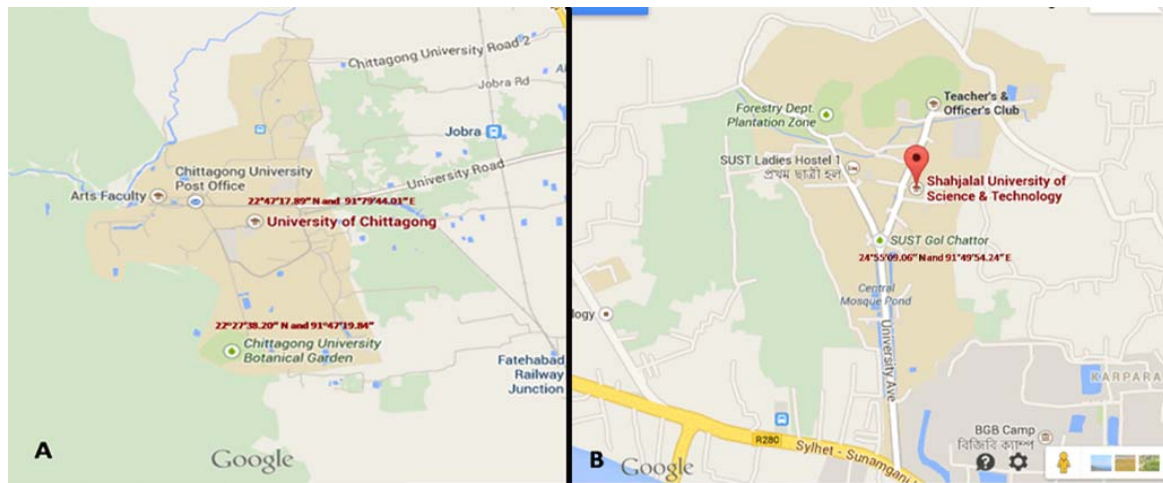 Chittagong University Road 2
Jobra Rd
Jobra
University Road
Chittagong University
Post Office
Arts Faculty
22°47'17.89" N and 91°79'44.01" E
University of Chittagong
22°27'38.20" N and 91°47'19.84"
Chittagong University
Botanical Garden
Fatehabad
Railway
Junction
A
Google
Teacher's &
Officer's Club
Forestry Dept.
Plantation Zone
SUST Ladies Hostel 1
প্রথম ছাত্রী হল
Shahjalal University of
Science & Technology
SUST Gol Chattor
24°55'09.06" N and 91°49'54.24" E
Central
Mosque Pond
ology
University Ave
KARPARA
BGB Camp
বিজিবি ক্যাম্প
R280
Sylhet - Sunamganj
B
Google